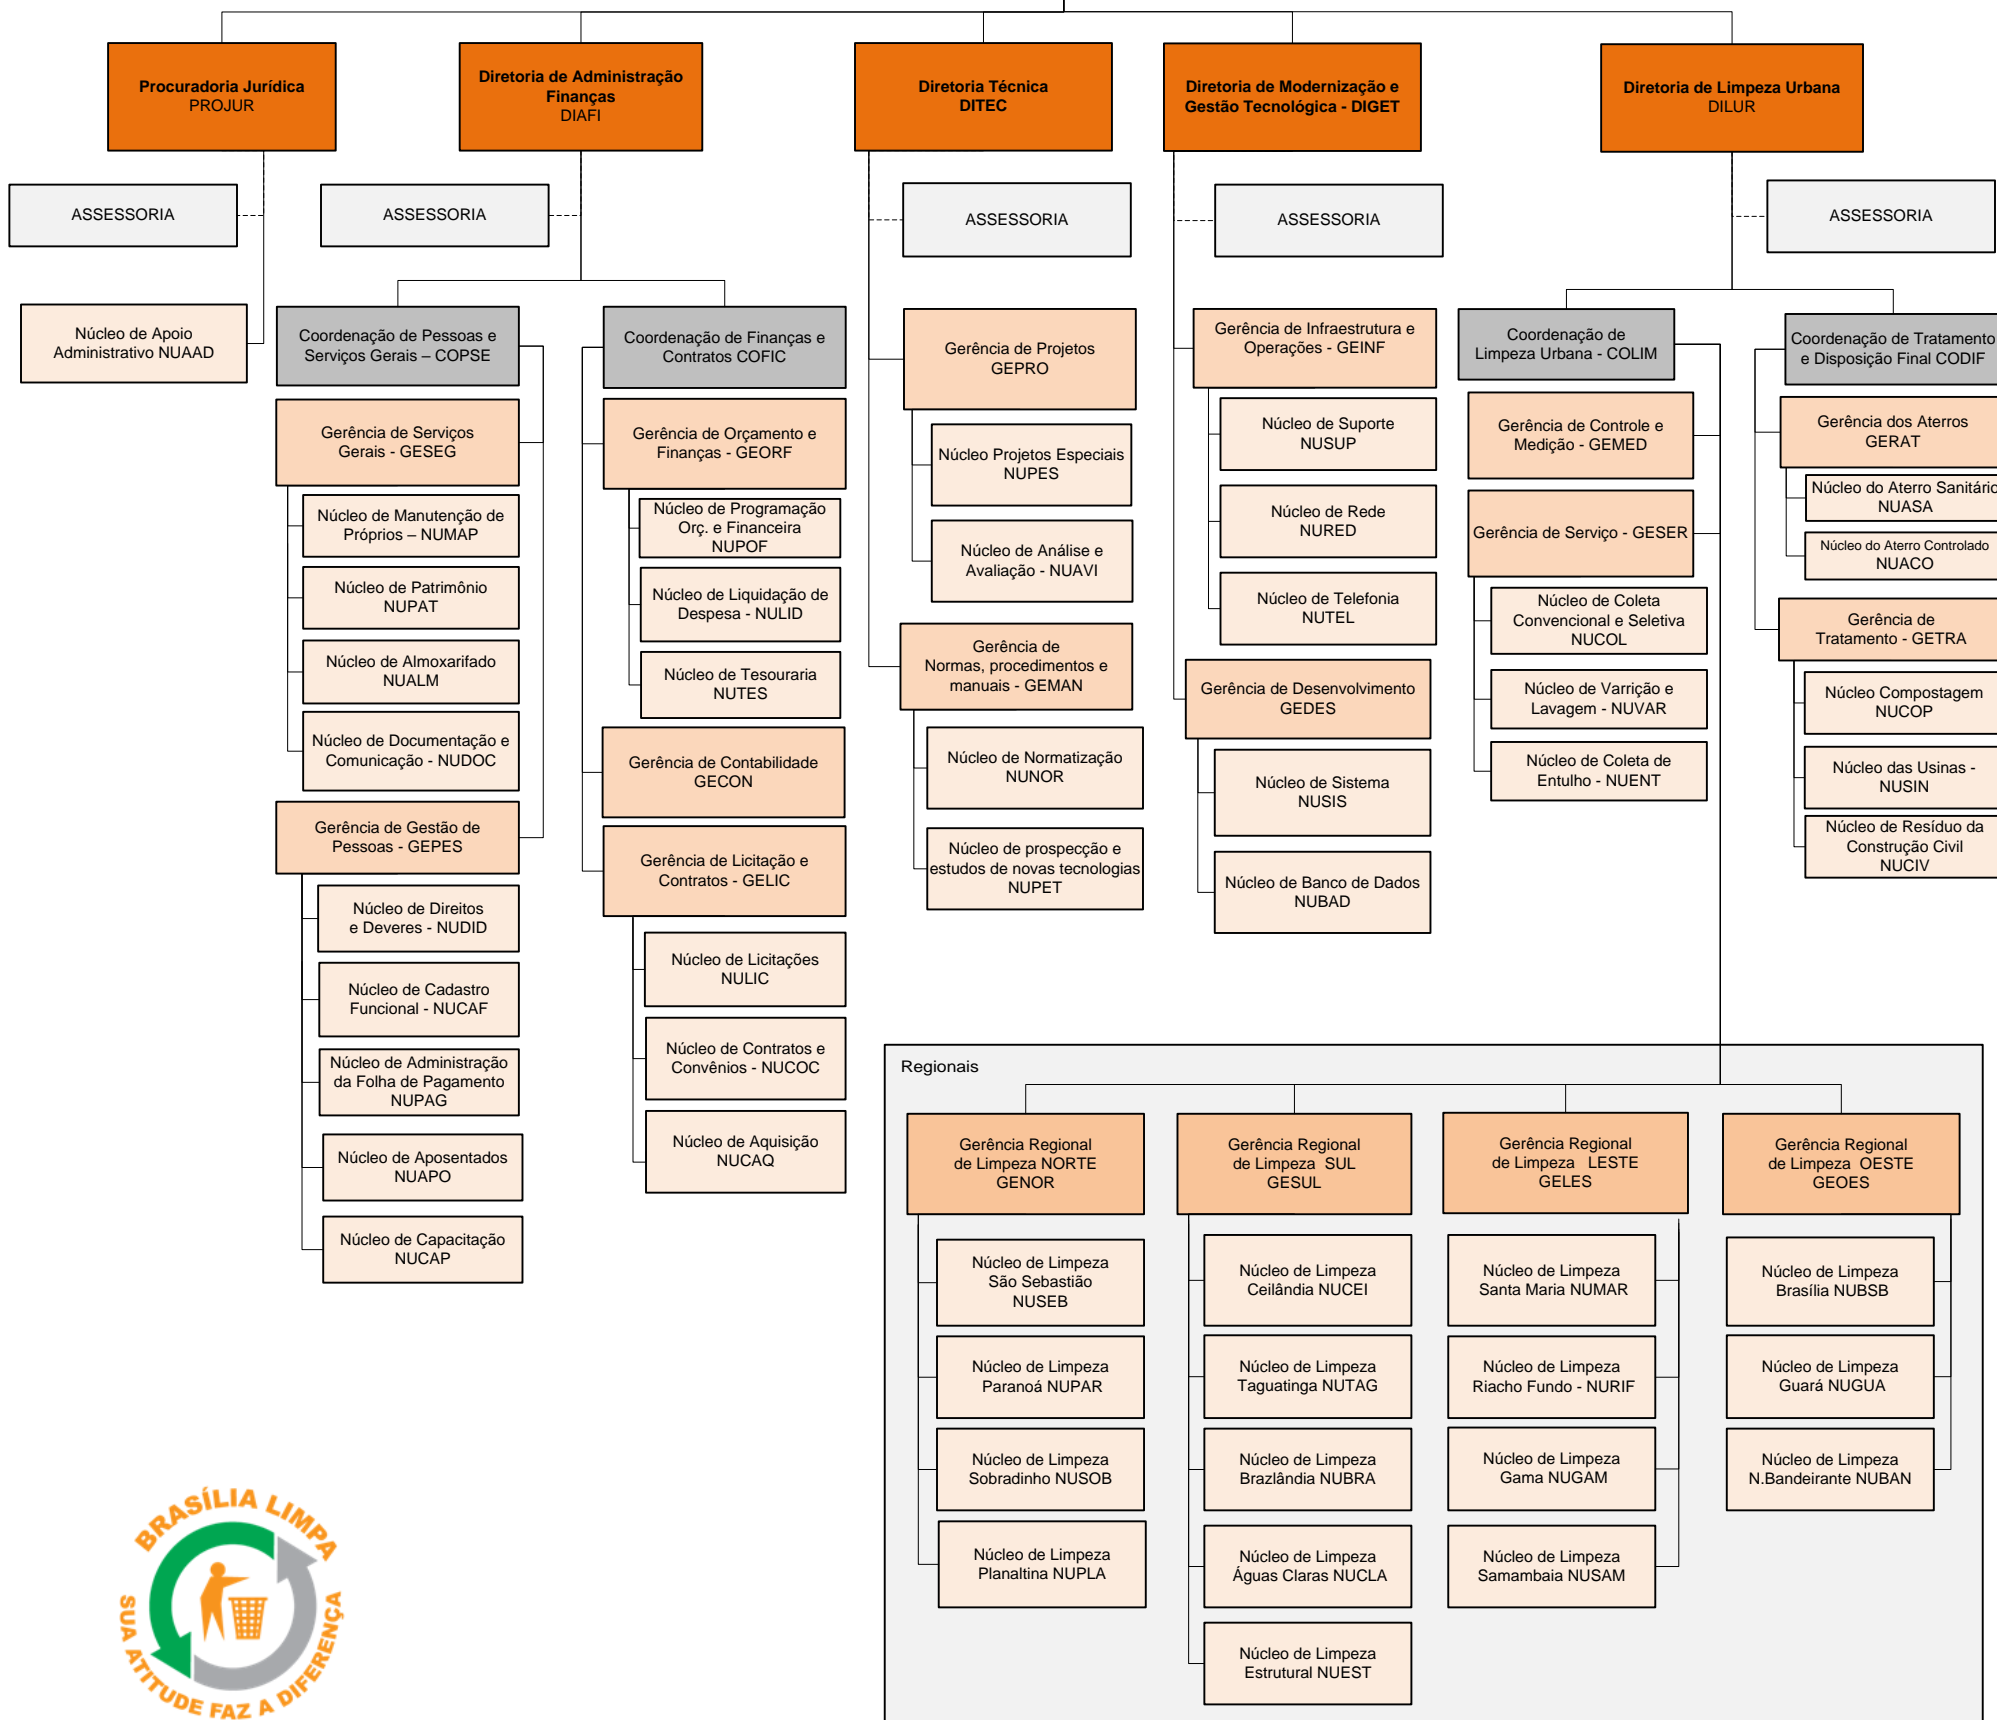 Procuradoria Jurídica
PROJUR
Diretoria de Administração
Finanças
DIAFI
Diretoria Técnica
DITEC
Diretoria de Modernização e
Gestão Tecnológica - DIGET
Diretoria de Limpeza Urbana
DILUR
ASSESSORIA
ASSESSORIA
ASSESSORIA
ASSESSORIA
ASSESSORIA
Núcleo de Apoio
Administrativo NUAAD
Coordenação de Pessoas e
Serviços Gerais – COPSE
Gerência de Serviços
Gerais - GESEG
Núcleo de Manutenção de
Próprios – NUMAP
Núcleo de Patrimônio
NUPAT
Núcleo de Almoxarifado
NUALM
Núcleo de Documentação e
Comunicação - NUDOC
Gerência de Gestão de
Pessoas - GEPES
Núcleo de Direitos
e Deveres - NUDID
Núcleo de Cadastro
Funcional - NUCAF
Núcleo de Administração
da Folha de Pagamento
NUPAG
Núcleo de Aposentados
NUAPO
Núcleo de Capacitação
NUCAP
Coordenação de Finanças e
Contratos COFIC
Gerência de Orçamento e
Finanças - GEORF
Núcleo de Programação
Orç. e Financeira
NUPOF
Núcleo de Liquidação de
Despesa - NULID
Núcleo de Tesouraria
NUTES
Gerência de Contabilidade
GECON
Gerência de Licitação e
Contratos - GELIC
Núcleo de Licitações
NULIC
Núcleo de Contratos e
Convênios - NUCOC
Núcleo de Aquisição
NUCAQ
Gerência de Projetos
GEPRO
Núcleo Projetos Especiais
NUPES
Núcleo de Análise e
Avaliação - NUAVI
Gerência de
Normas, procedimentos e
manuais - GEMAN
Núcleo de Normatização
NUNOR
Núcleo de prospecção e
estudos de novas tecnologias
NUPET
Gerência de Infraestrutura e
Operações - GEINF
Núcleo de Suporte
NUSUP
Núcleo de Rede
NURED
Núcleo de Telefonia
NUTEL
Gerência de Desenvolvimento
GEDES
Núcleo de Sistema
NUSIS
Núcleo de Banco de Dados
NUBAD
Coordenação de
Limpeza Urbana - COLIM
Gerência de Controle e
Medição - GEMED
Gerência de Serviço - GESER
Núcleo de Coleta
Convencional e Seletiva
NUCOL
Núcleo de Varrição e
Lavagem - NUVAR
Núcleo de Coleta de
Entulho - NUENT
Coordenação de Tratamento
e Disposição Final CODIF
Gerência dos Aterros
GERAT
Núcleo do Aterro Sanitário
NUASA
Núcleo do Aterro Controlado
NUACO
Gerência de
Tratamento - GETRA
Núcleo Compostagem
NUCOP
Núcleo das Usinas -
NUSIN
Núcleo de Resíduo da
Construção Civil
NUCIV
Regionais
Gerência Regional
de Limpeza NORTE
GENOR
Núcleo de Limpeza
São Sebastião
NUSEB
Núcleo de Limpeza
Paranoá NUPAR
Núcleo de Limpeza
Sobradinho NUSOB
Núcleo de Limpeza
Planaltina NUPLA
Gerência Regional
de Limpeza SUL
GESUL
Núcleo de Limpeza
Ceilândia NUCEI
Núcleo de Limpeza
Taguatinga NUTAG
Núcleo de Limpeza
Brazlândia NUBRA
Núcleo de Limpeza
Águas Claras NUCLA
Núcleo de Limpeza
Estrutural NUEST
Gerência Regional
de Limpeza LESTE
GELES
Núcleo de Limpeza
Santa Maria NUMAR
Núcleo de Limpeza
Riacho Fundo - NURIF
Núcleo de Limpeza
Gama NUGAM
Núcleo de Limpeza
Samambaia NUSAM
Gerência Regional
de Limpeza OESTE
GEOES
Núcleo de Limpeza
Brasília NUBSB
Núcleo de Limpeza
Guará NUGUA
Núcleo de Limpeza
N.Bandeirante NUBAN
BRASÍLIA LIMPA
SUA ATITUDE FAZ A DIFERENÇA